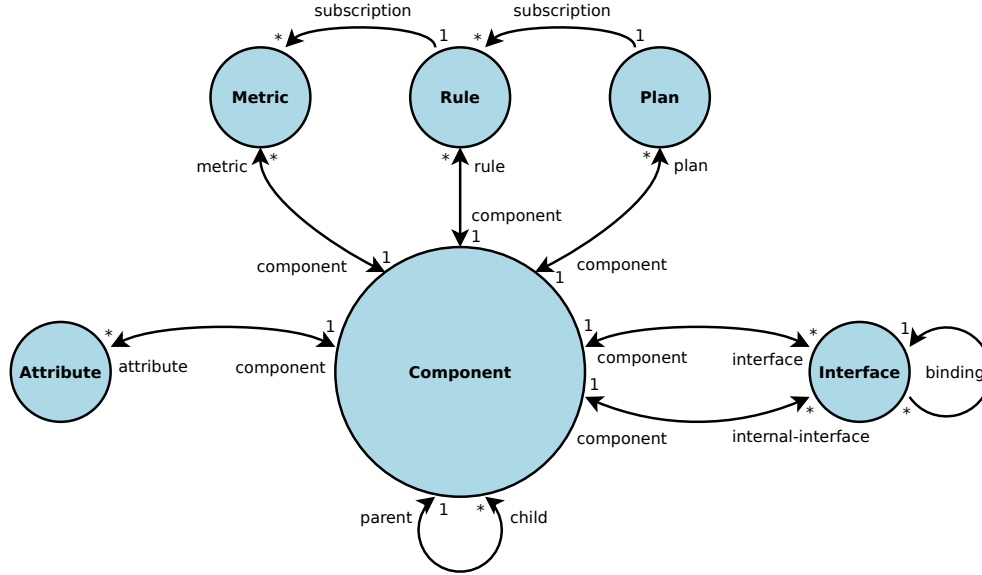 subscription subscription
* 1 * 1
Metric Rule Plan
* * *
metric rule plan
component
1
component 1 1 component
* 1 1 *
attribute component component interface
Attribute Component Interface 1 binding
1 * *
component internal-interface
parent 1 * child